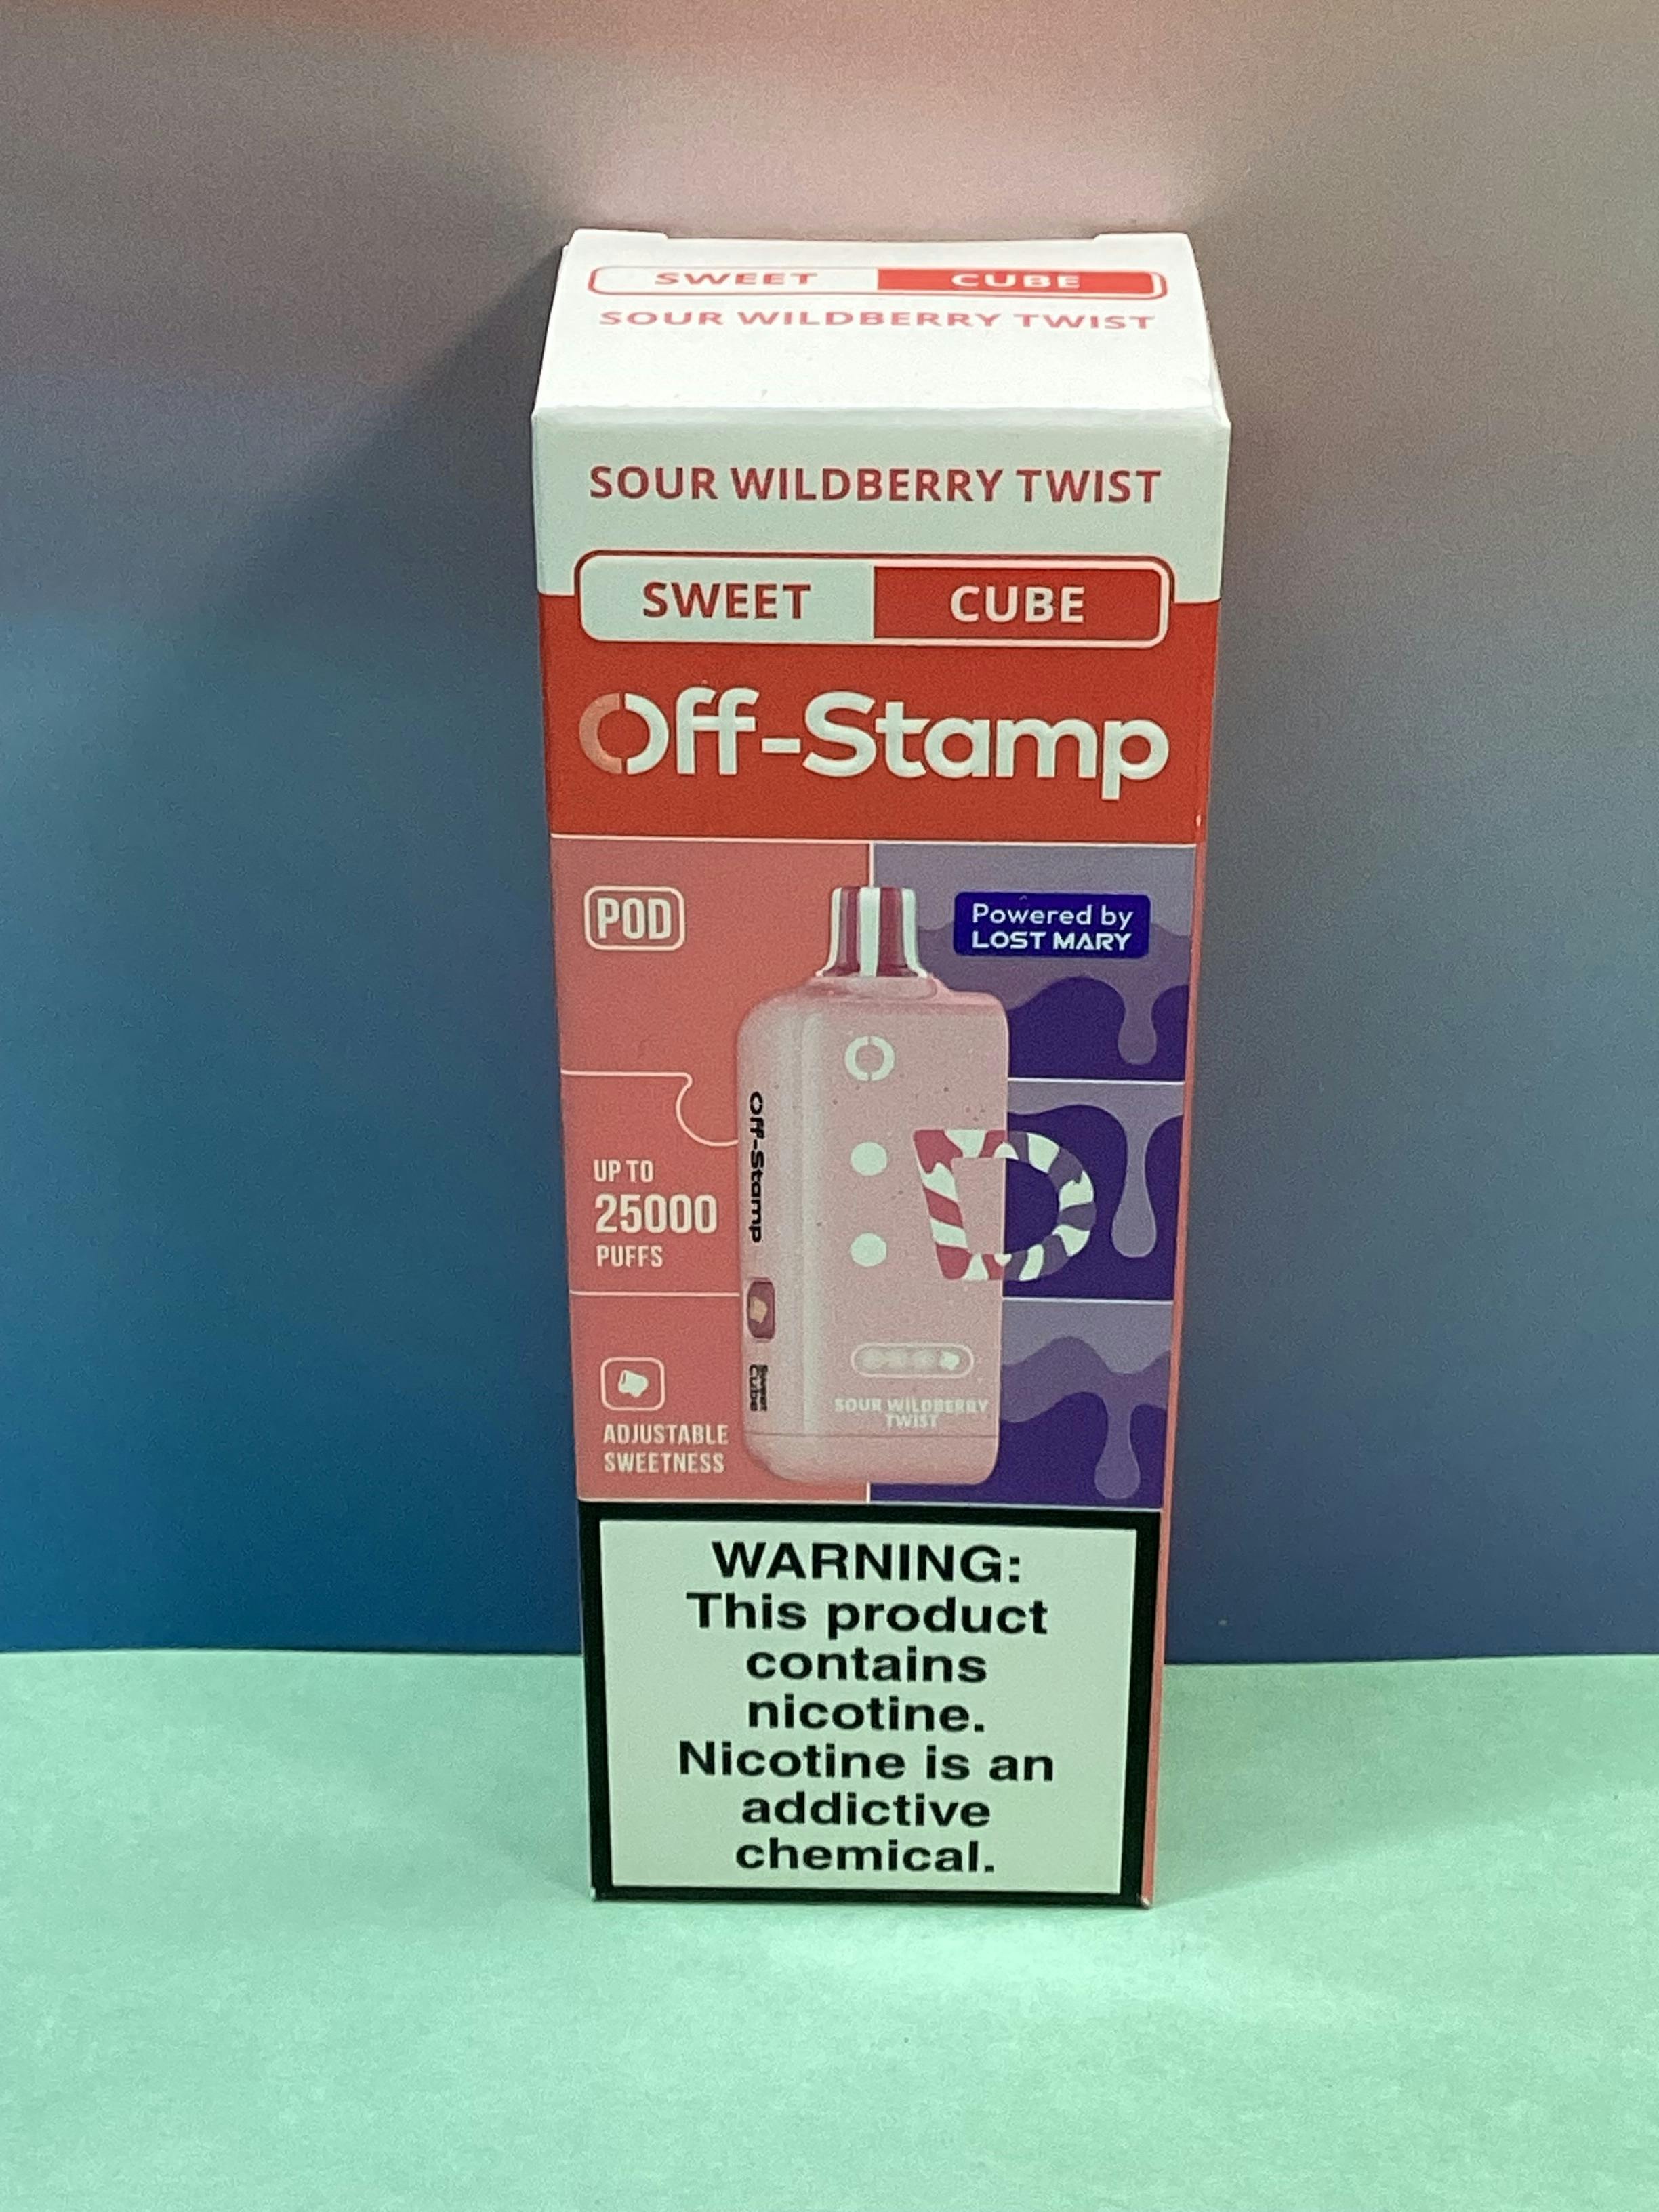 SWEET CUBE
SOUR WILDBERRY TWIST
SOUR WILDBERRY TWIST
SWEET CUBE
Off-Stamp
POD
Powered by
LOST MARY
Off-Stamp
UP TO
25000
PUFFS
Sweet
Cube
SOUR WILDBERRY
TWIST
ADJUSTABLE
SWEETNESS
WARNING:
This product
contains
nicotine.
Nicotine is an
addictive
chemical.